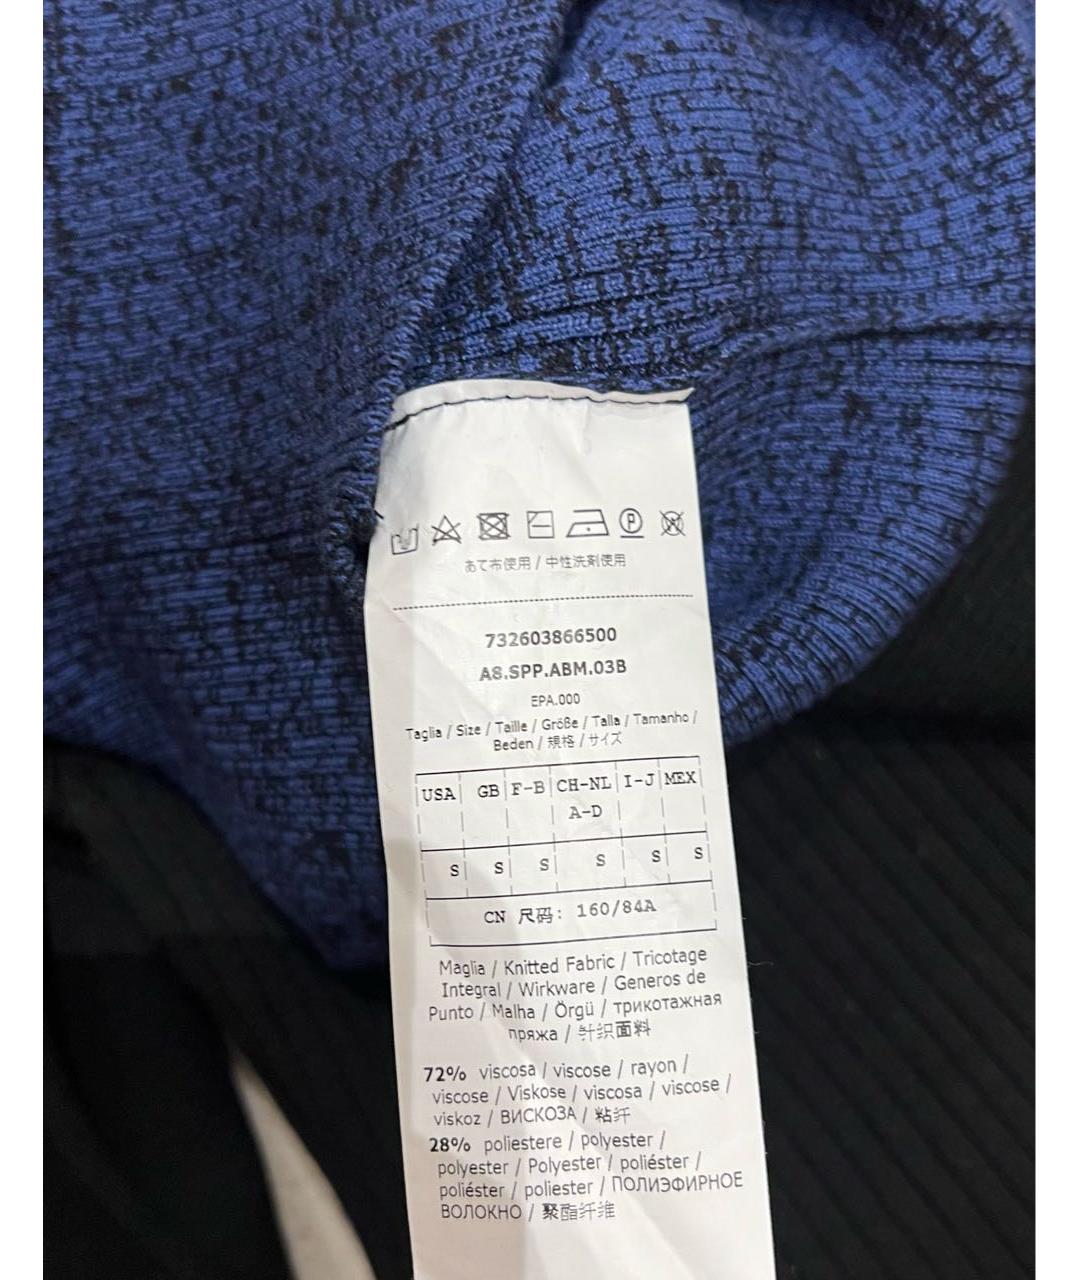 あて布使用 / 中性洗剤使用
732603866500
A8.SPP.ABM.03B
EPA.000
Taglia / Size / Taille / Größe / Talla / Tamanho /
Beden / 规格 / サイズ
USA GB F-B CH-NL I-J MEX
A-D
S S S S S S
CN 尺码: 160/84A
Maglia / Knitted Fabric / Tricotage
Integral / Wirkware / Generos de
Punto / Malha / Örgü / трикотажная
пряжа / 针织面料
72% viscosa / viscose / rayon /
viscose / Viskose / viscosa / viscose /
viskoz / ВИСКОЗА / 粘纤
28% poliestere / polyester /
polyester / Polyester / poliéster /
poliéster / poliester / ПОЛИЭФИРНОЕ
ВОЛОКНО / 聚酯纤维